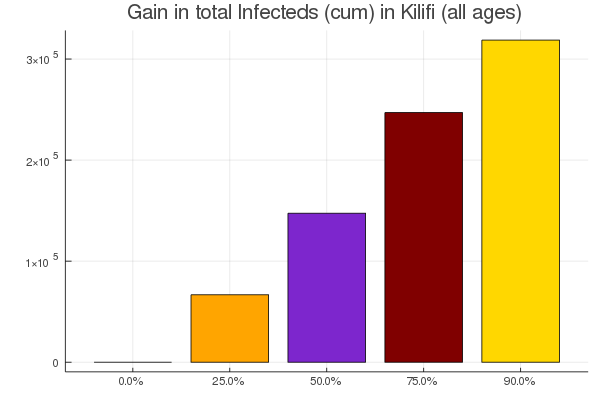 Gain in total Infecteds (cum) in Kilifi (all ages)
3×10 5
2×10 5
1×10 5
0
0.0% 25.0% 50.0% 75.0% 90.0%